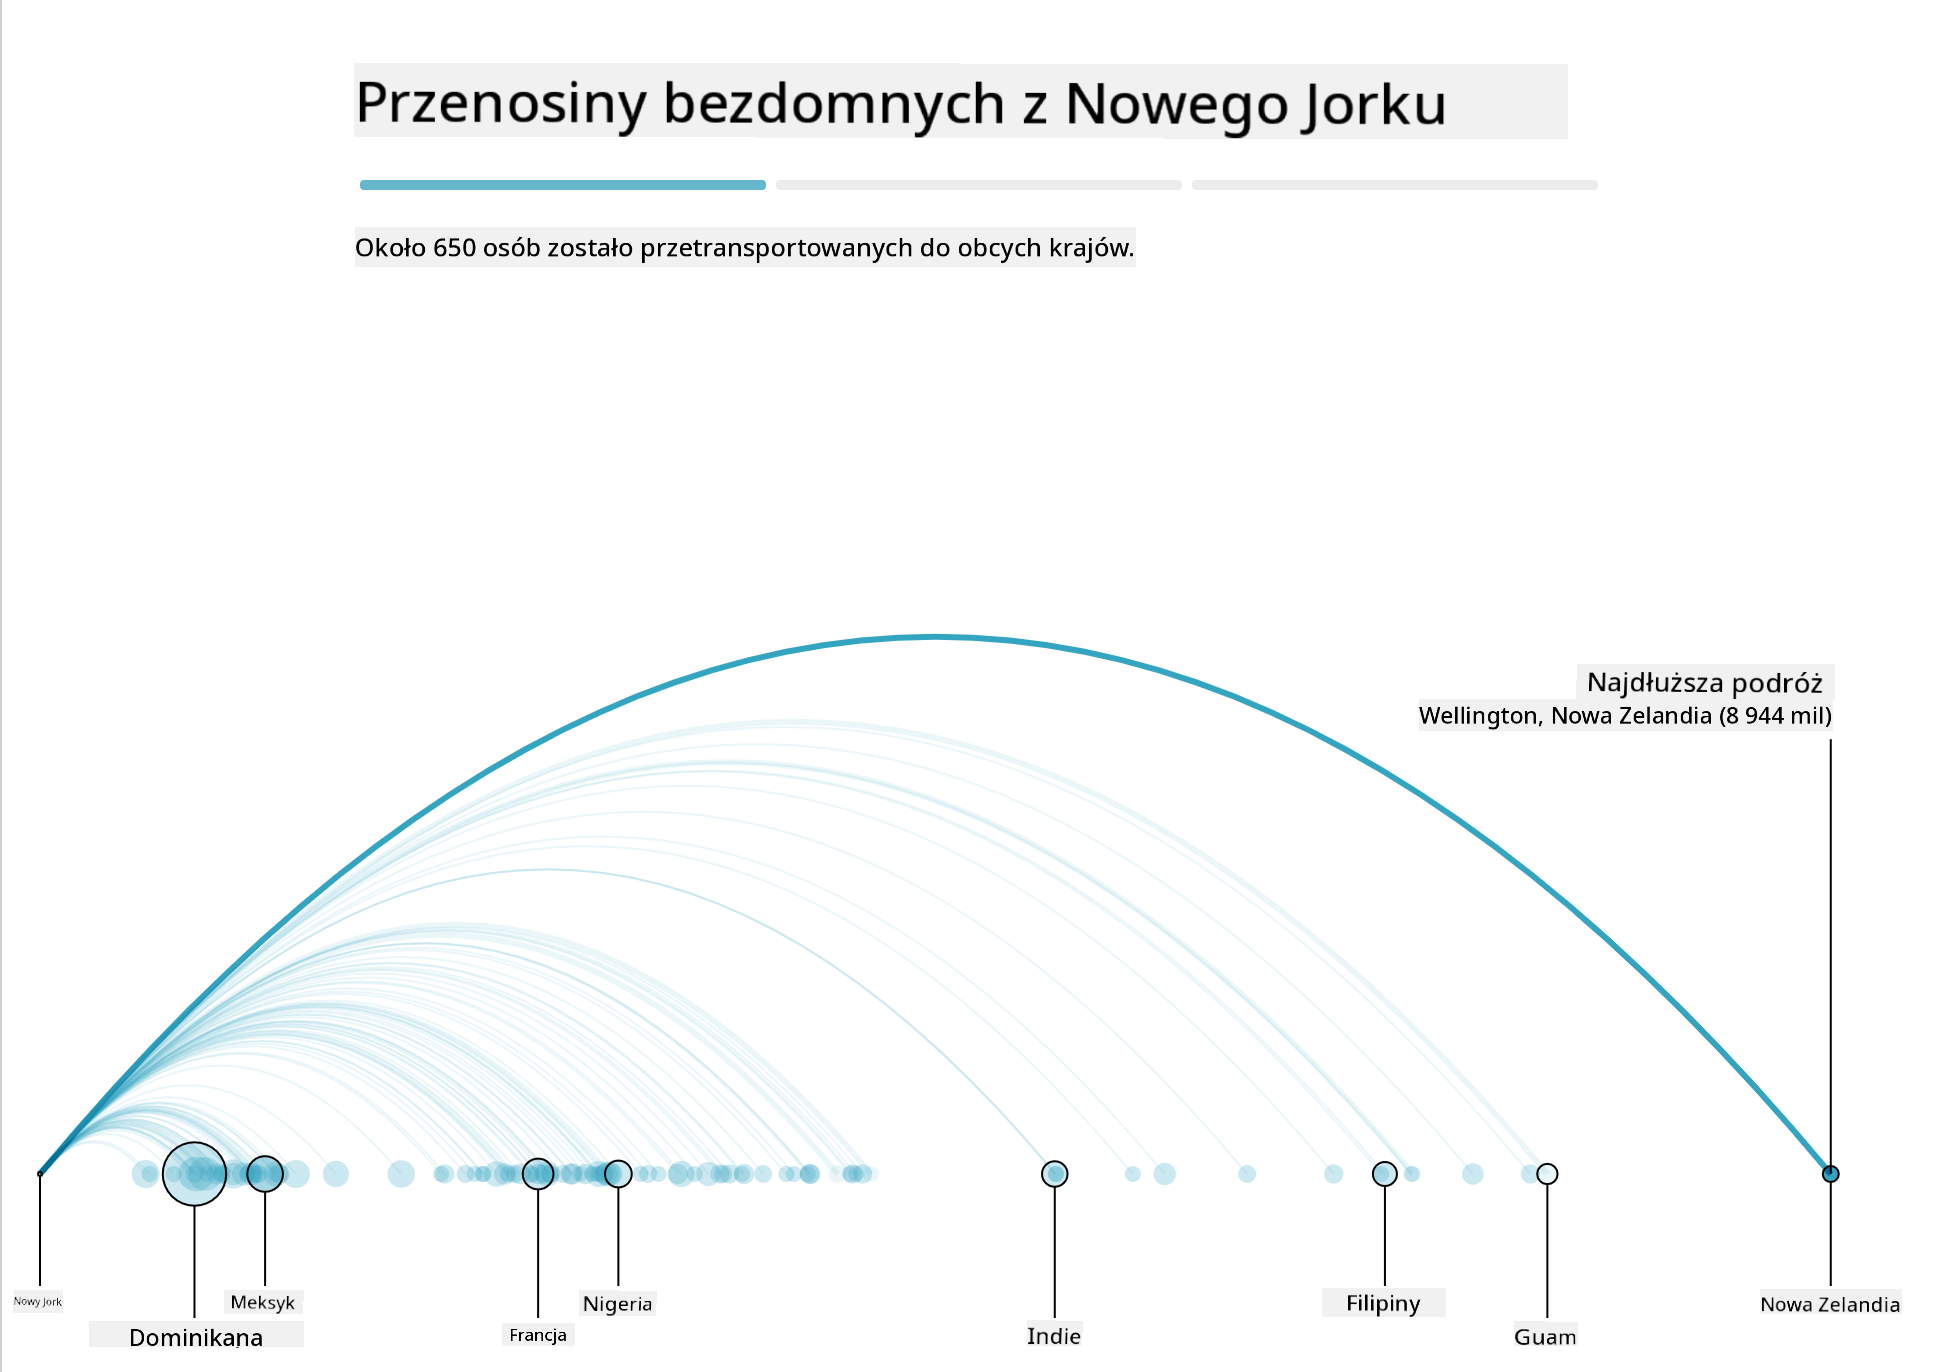 Przenosiny bezdomnych z Nowego Jorku
Około 650 osób zostało przetransportowanych do obcych krajów.
Najdłuższa podróż
Wellington, Nowa Zelandia (8 944 mil)
Nowy Jork
Dominikana
Meksyk
Francja
Nigeria
Indie
Filipiny
Guam
Nowa Zelandia